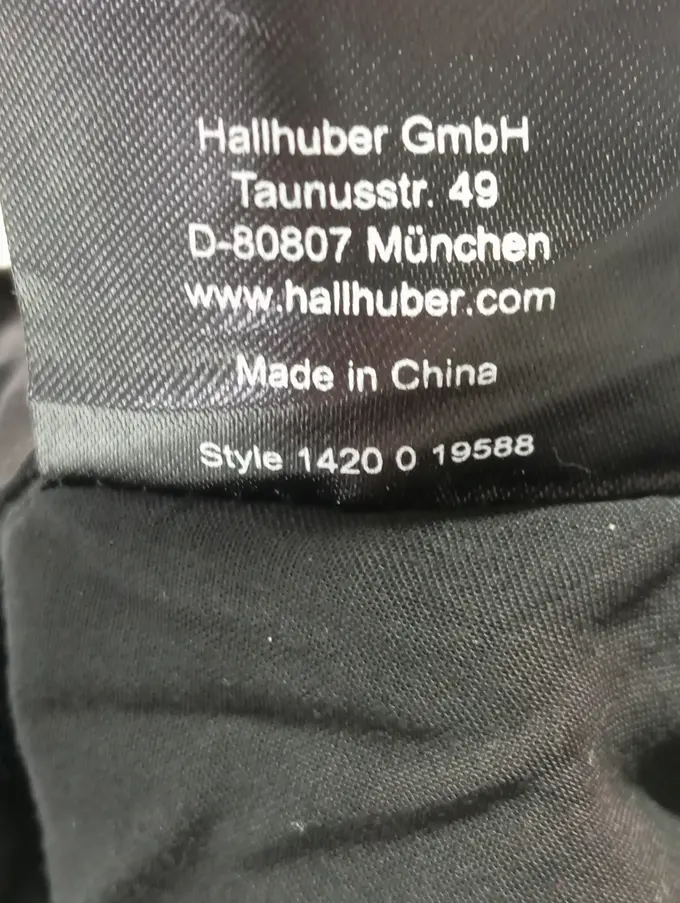 Hallhuber GmbH
Taunusstr. 49
D-80807 München
www.hallhuber.com
Made in China
Style 1420 0 19588